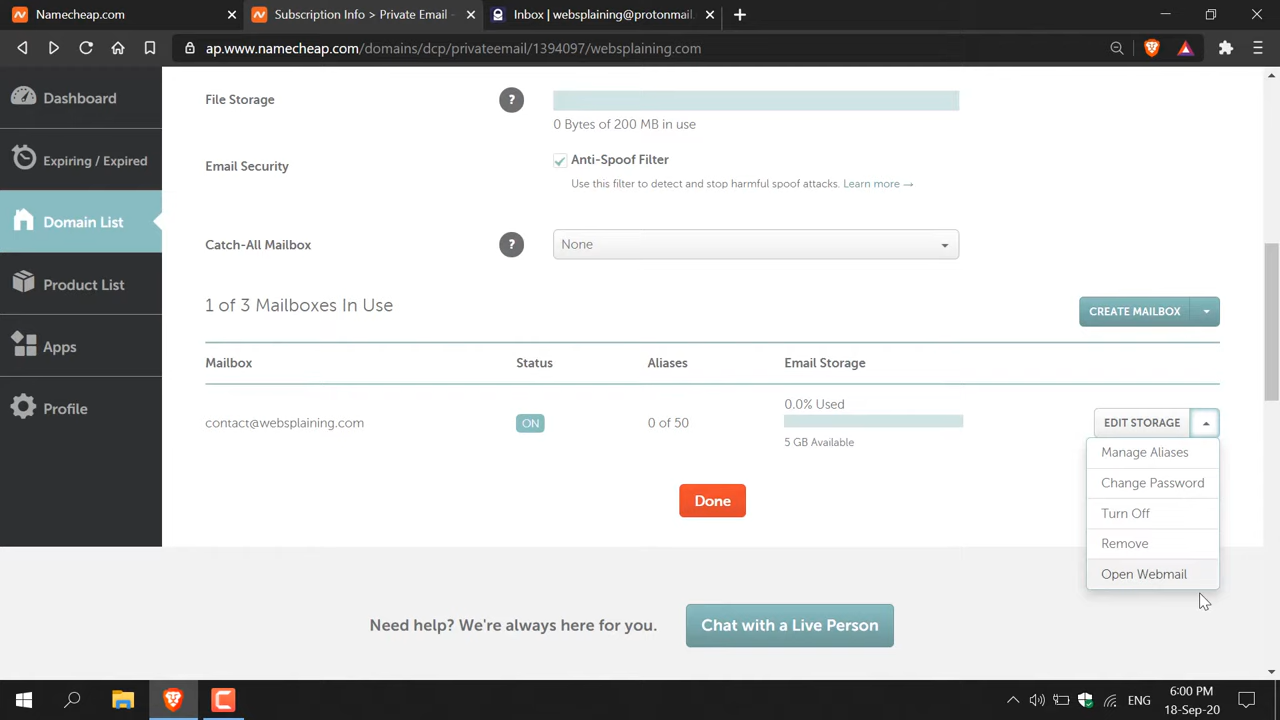 Namecheap.com
Subscription Info > Private Email -
Inbox | websplaining@protonmail.
ap.www.namecheap.com/domains/dcp/privateemail/1394097/websplaining.com
Dashboard
Expiring / Expired
Domain List
Product List
Apps
Profile
File Storage
?
0 Bytes of 200 MB in use
Email Security
Anti-Spoof Filter
Use this filter to detect and stop harmful spoof attacks. Learn more →
Catch-All Mailbox
?
None
1 of 3 Mailboxes In Use
CREATE MAILBOX
Mailbox
Status
Aliases
Email Storage
contact@websplaining.com
ON
0 of 50
0.0% Used
5 GB Available
EDIT STORAGE
Manage Aliases
Change Password
Turn Off
Remove
Open Webmail
Done
Need help? We're always here for you.
Chat with a Live Person
ENG
6:00 PM
18-Sep-20